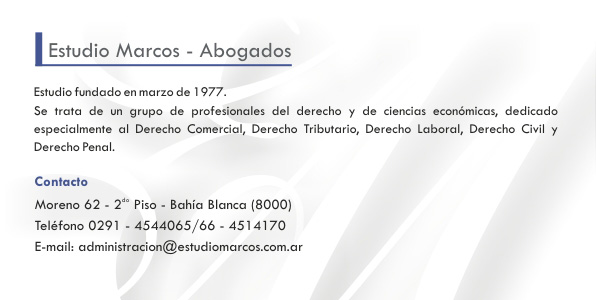 Estudio Marcos - Abogados
Estudio fundado en marzo de 1977.
Se trata de un grupo de profesionales del derecho y de ciencias económicas, dedicado
especialmente al Derecho Comercial, Derecho Tributario, Derecho Laboral, Derecho Civil y
Derecho Penal.
Contacto
Moreno 62 - 2do Piso - Bahía Blanca (8000)
Teléfono 0291 - 4544065/66 - 4514170
E-mail: administracion@estudiomarcos.com.ar